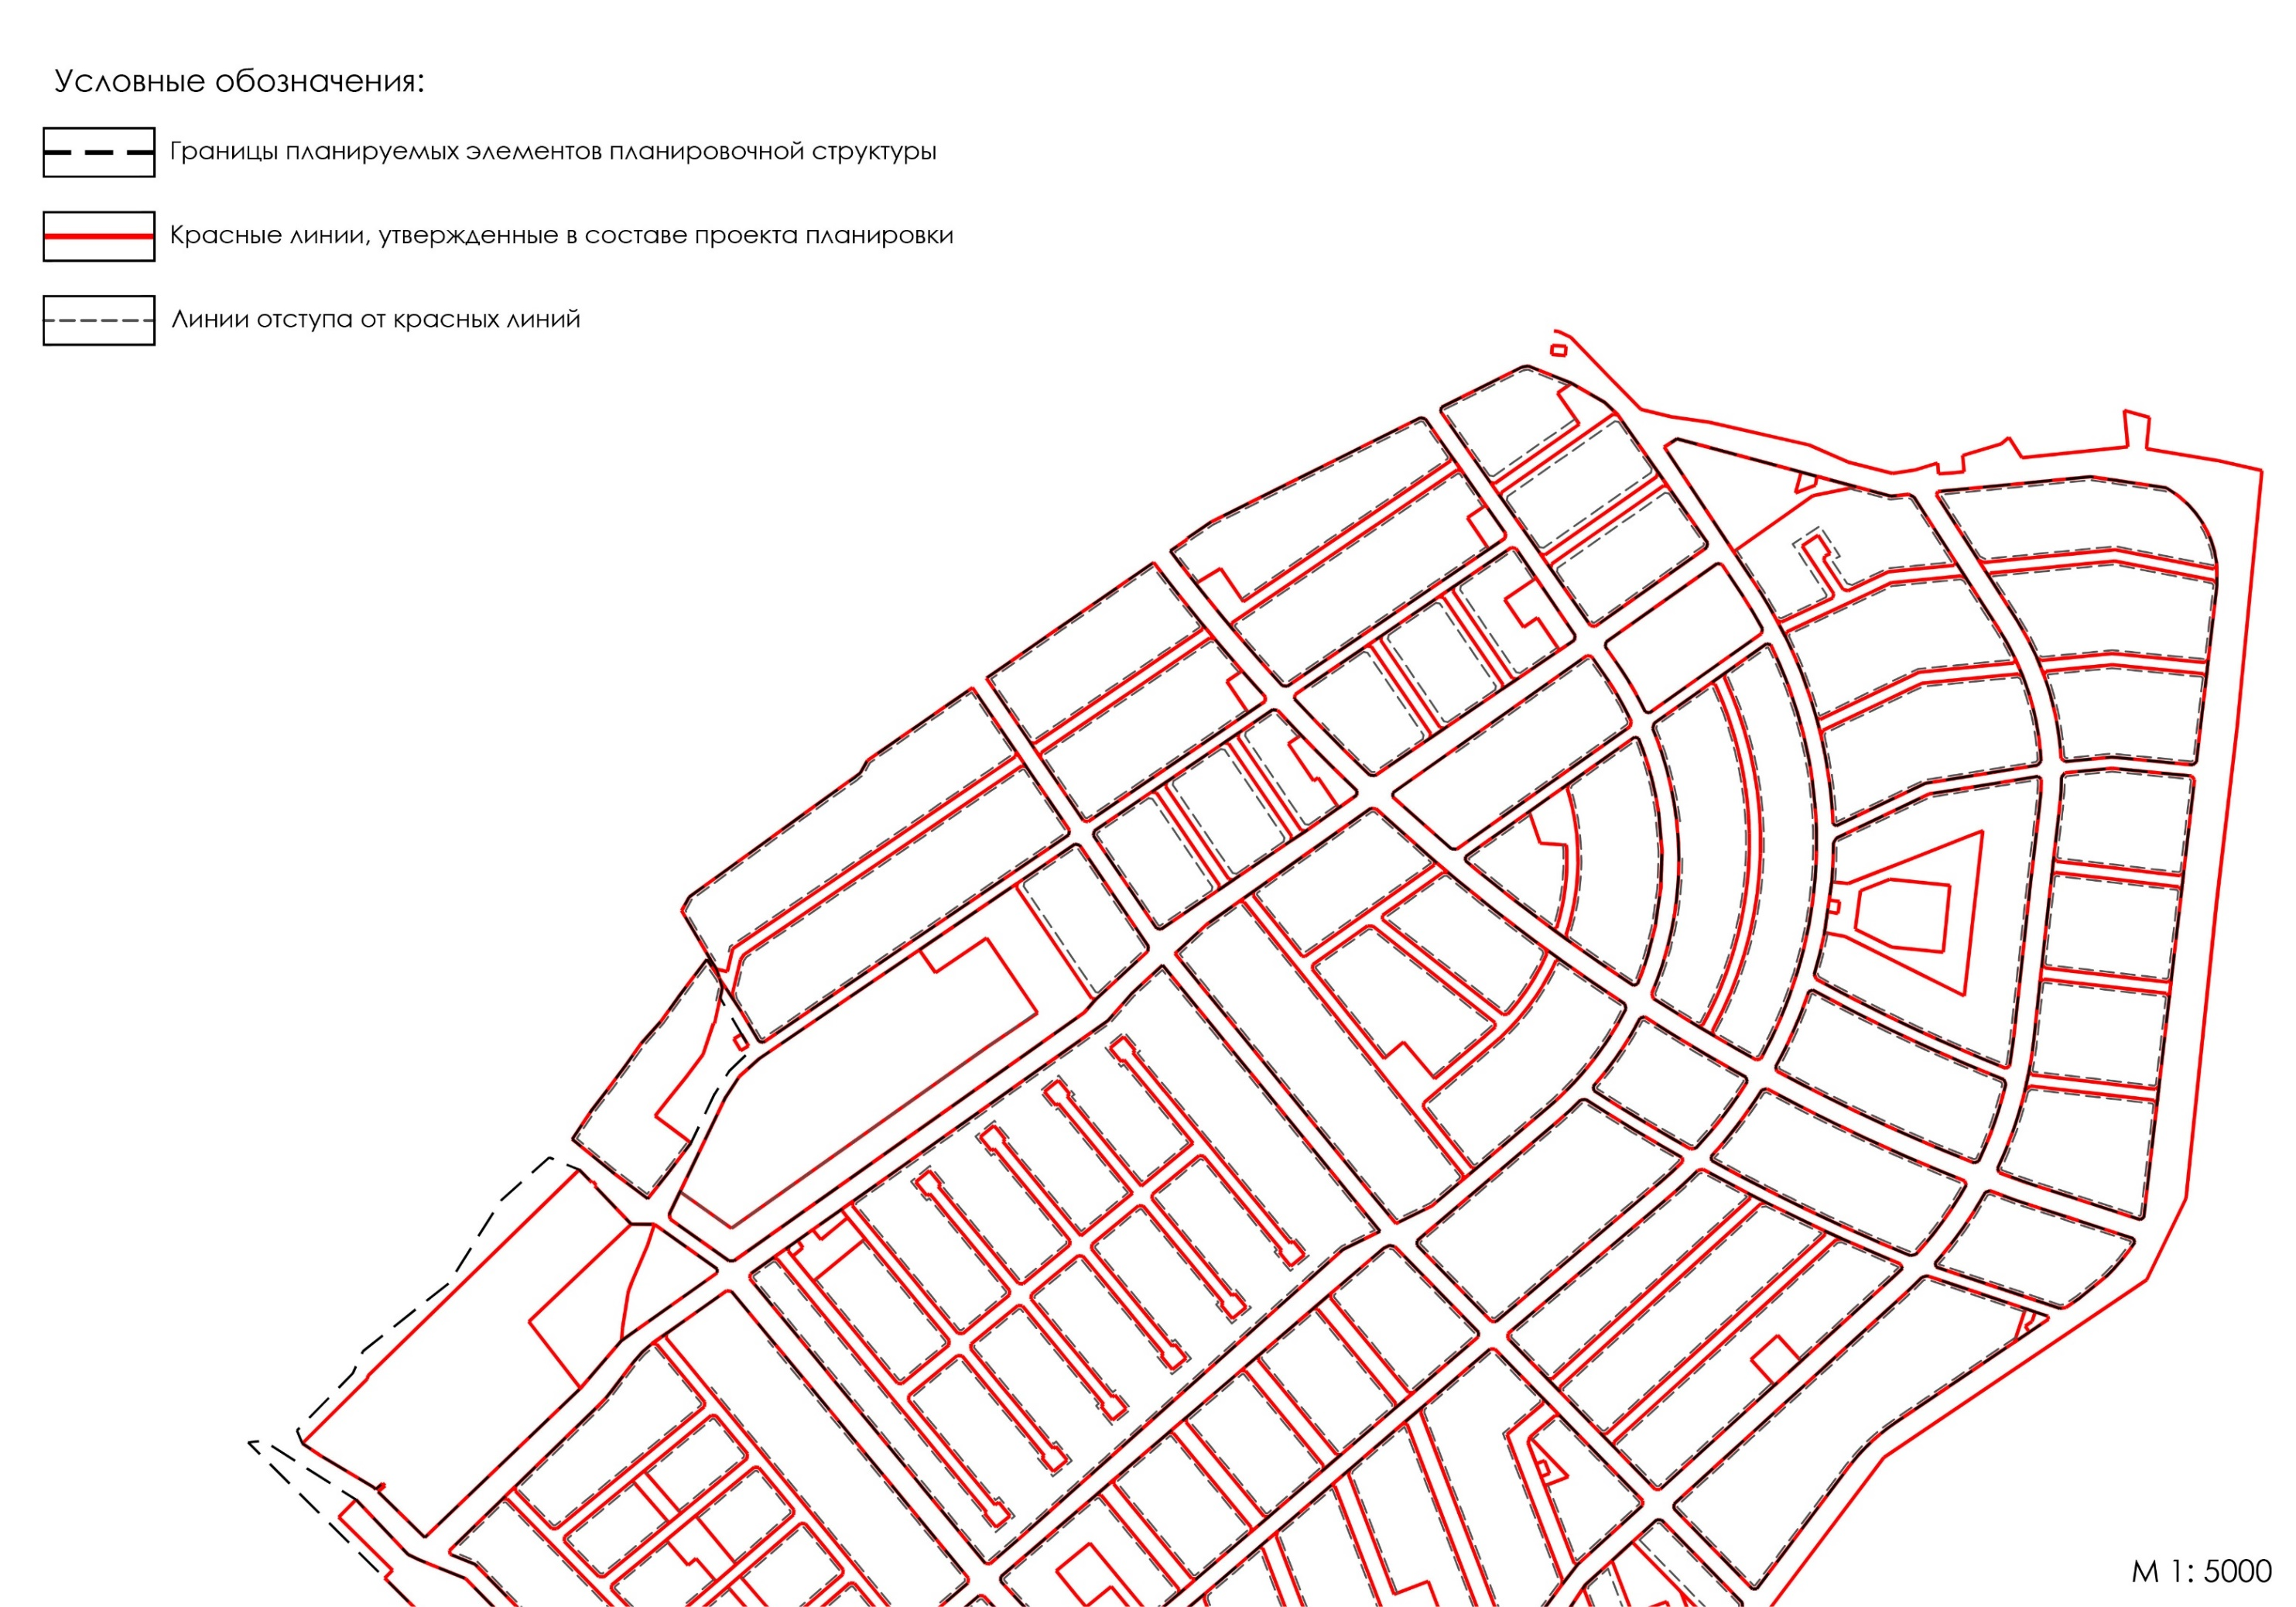 Условные обозначения:
Границы планируемых элементов планировочной структуры
Красные линии, утвержденные в составе проекта планировки
Линии отступа от красных линий
М 1: 5000